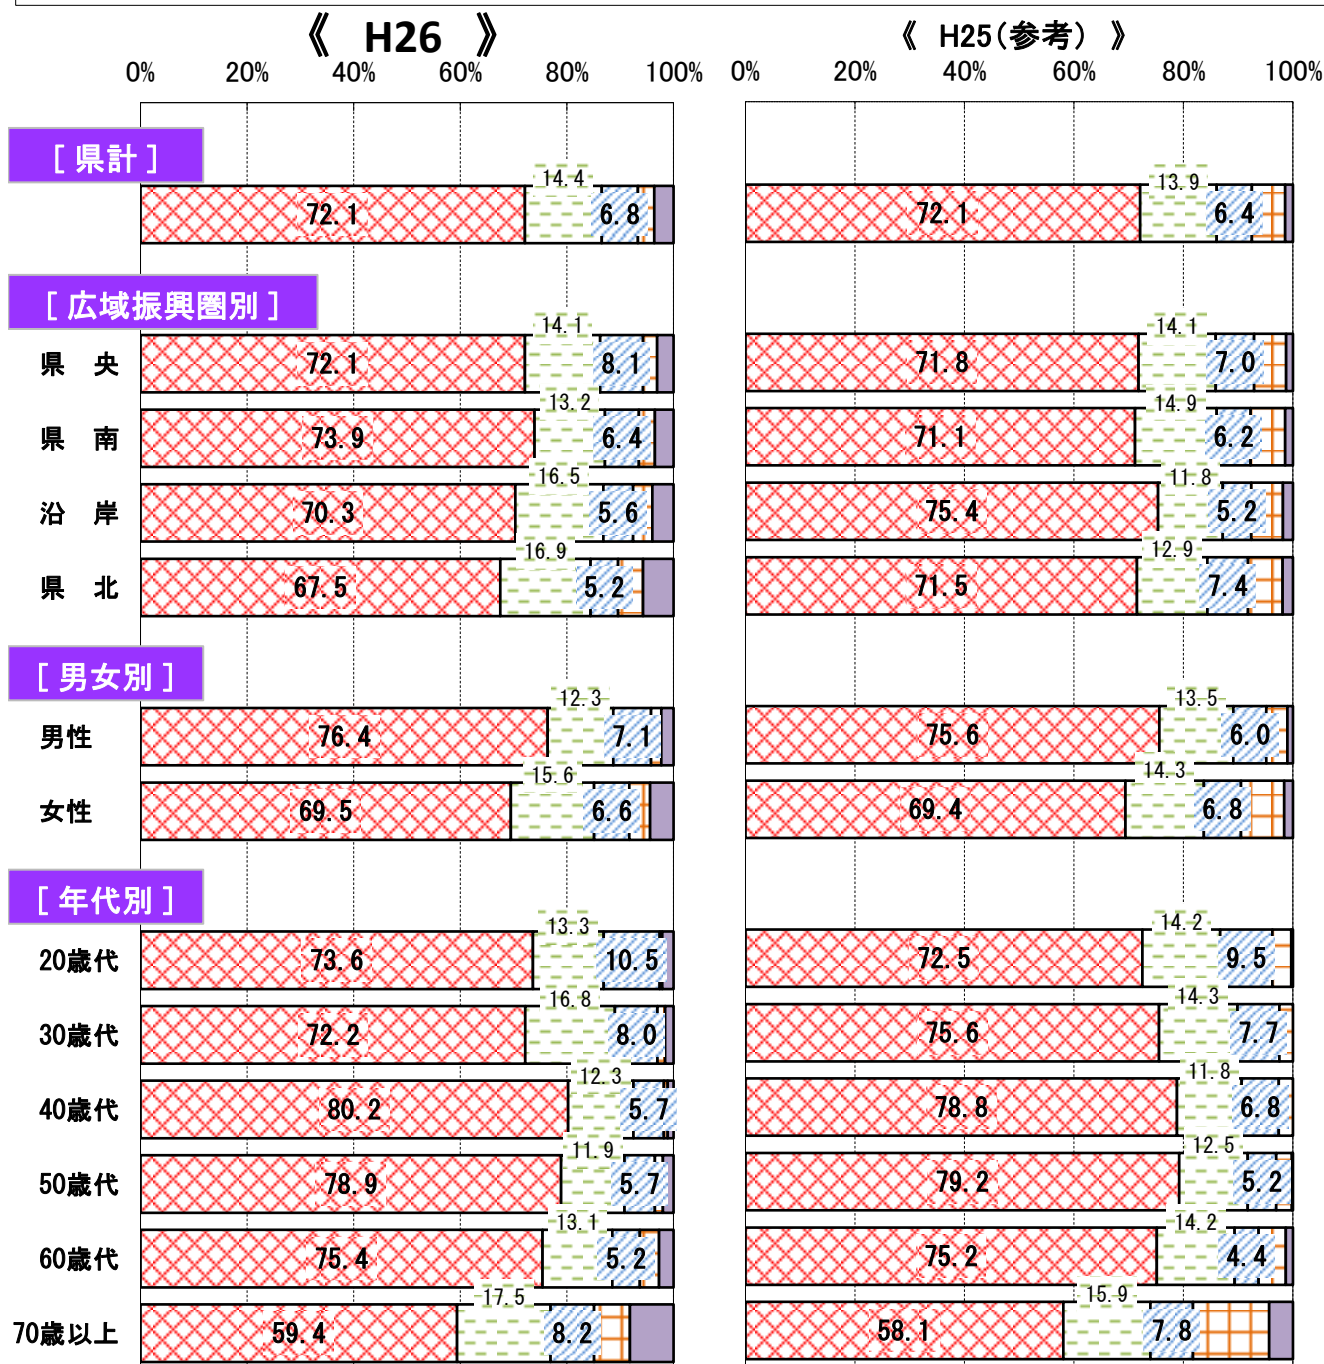 《 H26 》 《 H25(参考) 》
0% 20% 40% 60% 80% 100% 0% 20% 40% 60% 80% 100%
[ 県計 ]
14.4 13.9
72.1 6.8 72.1 6.4
[ 広域振興圏別 ]
14.1 14.1
県 央 72.1 8.1 71.8 7.0
13.2 14.9
県 南 73.9 6.4 71.1 6.2
16.5 11.8
沿 岸 70.3 5.6 75.4 5.2
16.9 12.9
県 北 67.5 5.2 71.5 7.4
[ 男女別 ]
12.3 13.5
男性 76.4 7.1 75.6 6.0
15.6 14.3
女性 69.5 6.6 69.4 6.8
[ 年代別 ]
13.3 14.2
20歳代 73.6 10.5 72.5 9.5
16.8 14.3
30歳代 72.2 8.0 75.6 7.7
12.3 11.8
40歳代 80.2 5.7 78.8 6.8
11.9 12.5
50歳代 78.9 5.7 79.2 5.2
13.1 14.2
60歳代 75.4 5.2 75.2 4.4
17.5 15.9
70歳以上 59.4 8.2 58.1 7.8